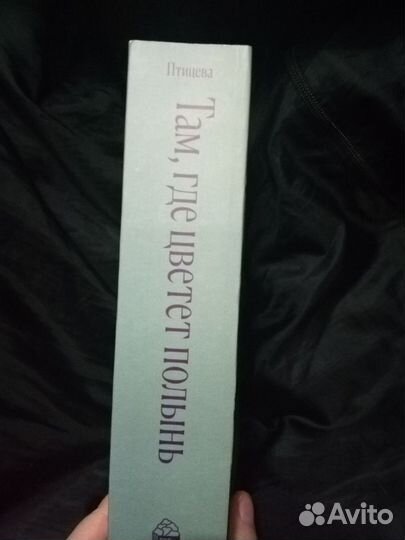 Птицева
Там, где цветет полынь
Avito